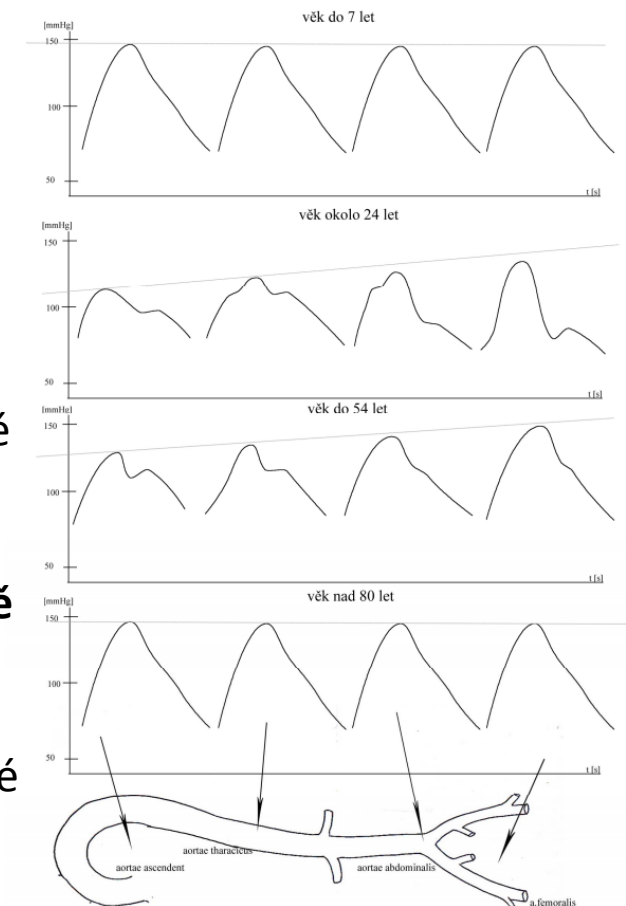 věk do 7 let
[mmHg]
150
100
50
t [s]
věk okolo 24 let
[mmHg]
150
100
50
t [s]
é
věk do 54 let
[mmHg]
150
100
50
t [s]
ě
věk nad 80 let
[mmHg]
150
100
50
t [s]
é
aortae tharacicus
aortae ascendent
aortae abdominalis
a.femoralis